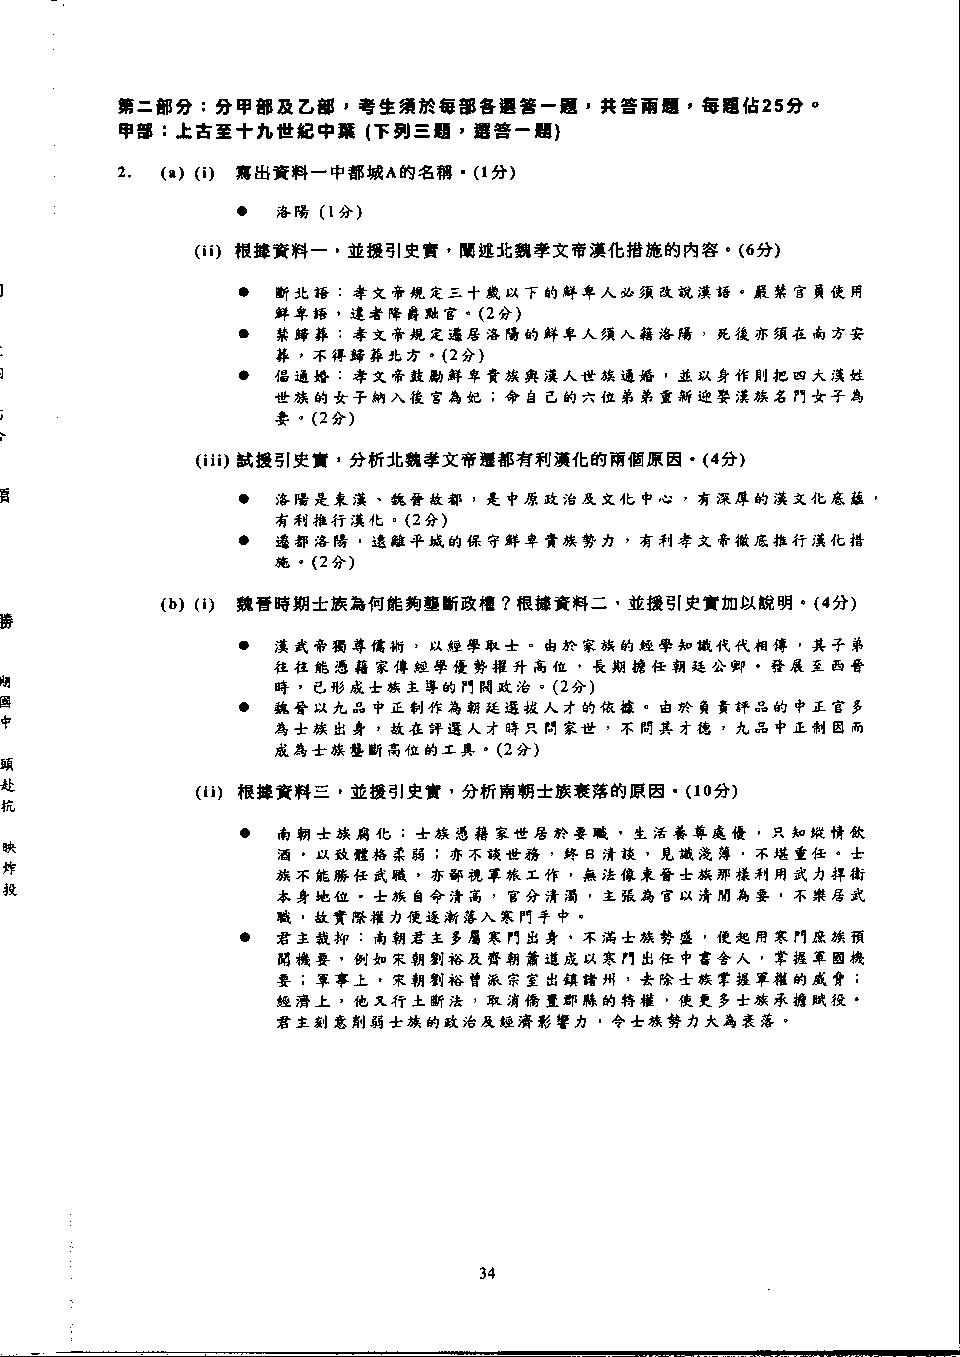 第二部分：分甲部及乙部，考生須於每部各選答一題，共答兩題，每題佔25分。
甲部：上古至十九世紀中葉 (下列三題，選答一題)
2. (a) (i) 寫出資料一中都城A的名稱。(1分)
● 洛陽 (1分)
(ii) 根據資料一，並援引史實，闡述北魏孝文帝漢化措施的內容。(6分)
● 斷北語：孝文帝規定三十歲以下的鮮卑人必須改說漢語。嚴禁官員使用
鮮卑語，違者降爵黜官。(2分)
● 禁歸葬：孝文帝規定遷居洛陽的鮮卑人須入籍洛陽，死後亦須在南方安
葬，不得歸葬北方。(2分)
● 倡通婚：孝文帝鼓勵鮮卑貴族與漢人世族通婚，並以身作則把四大漢姓
世族的女子納入後宮為妃；命自己的六位弟弟重新迎娶漢族名門女子為
妻。(2分)
(iii) 試援引史實，分析北魏孝文帝遷都有利漢化的兩個原因。(4分)
● 洛陽是東漢、魏晉故都，是中原政治及文化中心，有深厚的漢文化底蘊，
有利推行漢化。(2分)
● 遷都洛陽，遠離平城的保守鮮卑貴族勢力，有利孝文帝徹底推行漢化措
施。(2分)
(b) (i) 魏晉時期士族為何能夠壟斷政權？根據資料二，並援引史實加以說明。(4分)
● 漢武帝獨尊儒術，以經學取士。由於家族的經學知識代代相傳，其子弟
往往能憑藉家傳經學優勢擢升高位，長期擔任朝廷公卿。發展至西晉
時，已形成士族主導的門閥政治。(2分)
● 魏晉以九品中正制作為朝廷選拔人才的依據。由於負責評品的中正官多
為士族出身，故在評選人才時只問家世，不問其才德，九品中正制因而
成為士族壟斷高位的工具。(2分)
(ii) 根據資料三，並援引史實，分析南朝士族衰落的原因。(10分)
● 南朝士族腐化：士族憑藉家世居於要職，生活養尊處優，只知縱情飲
酒，以致體格柔弱；亦不談世務，終日清談，見識淺薄，不堪重任。士
族不能勝任武職，亦鄙視軍旅工作，無法像東晉士族那樣利用武力捍衛
本身地位。士族自命清高，官分清濁，主張為官以清閒為要，不樂居武
職，故實際權力便逐漸落入寒門手中。
● 君主裁抑：南朝君主多屬寒門出身，不滿士族勢盛，便起用寒門庶族預
聞機要，例如宋朝劉裕及齊朝蕭道成以寒門出任中書舍人，掌握軍國機
要；軍事上，宋朝劉裕曾派宗室出鎮諸州，去除士族掌握軍權的威脅；
經濟上，他又行土斷法，取消僑置郡縣的特權，使更多士族承擔賦役。
君主刻意削弱士族的政治及經濟影響力，令士族勢力大為衰落。
34